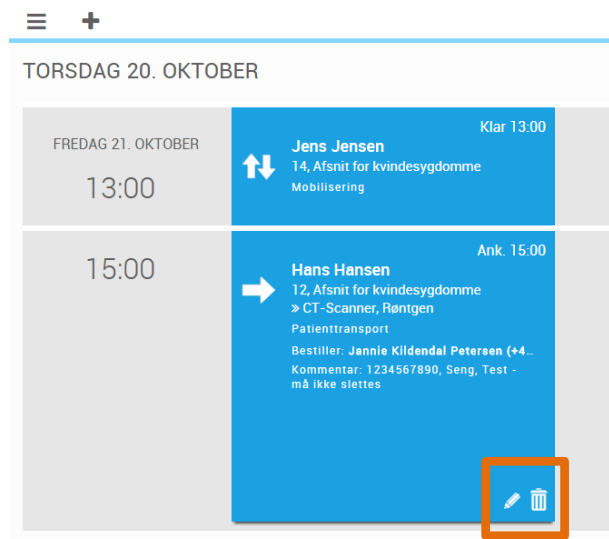 TORSDAG 20. OKTOBER
FREDAG 21. OKTOBER
13:00
Klar 13:00
Jens Jensen
14, Afsnit for kvindesygdomme
Mobilisering
15:00
Ank. 15:00
Hans Hansen
12, Afsnit for kvindesygdomme
» CT-Scanner, Røntgen
Patienttransport
Bestiller: Jannie Kildendal Petersen (+4...
Kommentar: 1234567890, Seng, Test -
må ikke slettes